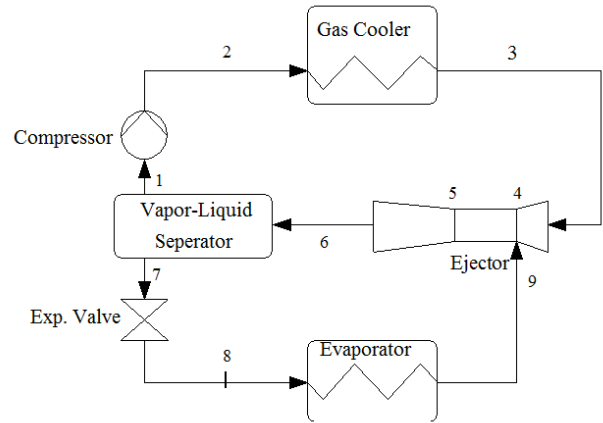 Gas Cooler
2
3
Compressor
1
Vapor-Liquid
Seperator
5
4
6
Ejector
9
7
Exp. Valve
8
Evaporator